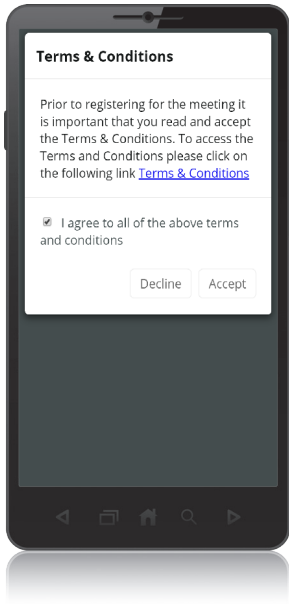 Terms & Conditions
Prior to registering for the meeting it
is important that you read and accept
the Terms & Conditions. To access the
Terms and Conditions please click on
the following link Terms & Conditions
I agree to all of the above terms
and conditions
Decline Accept